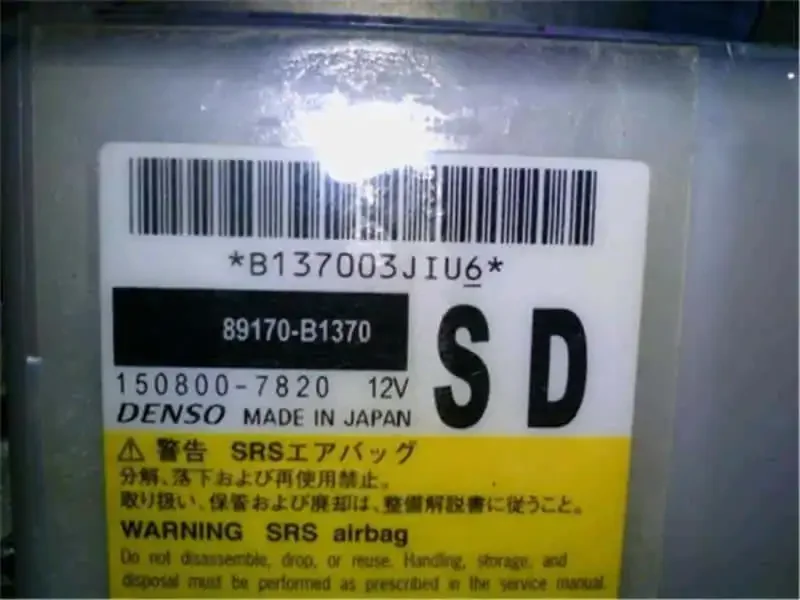 *B137003JIU6*
89170-B1370
150800-7820 12V
DENSO MADE IN JAPAN
SD
⚠ 警告 SRSエアバッグ
分解、落下および再使用禁止。
取り扱い、保管および廃却は、整備解説書に従うこと。
WARNING SRS airbag
Do not disassemble, drop, or reuse. Handling, storage, and
disposal must be performed as prescribed in the service manual.